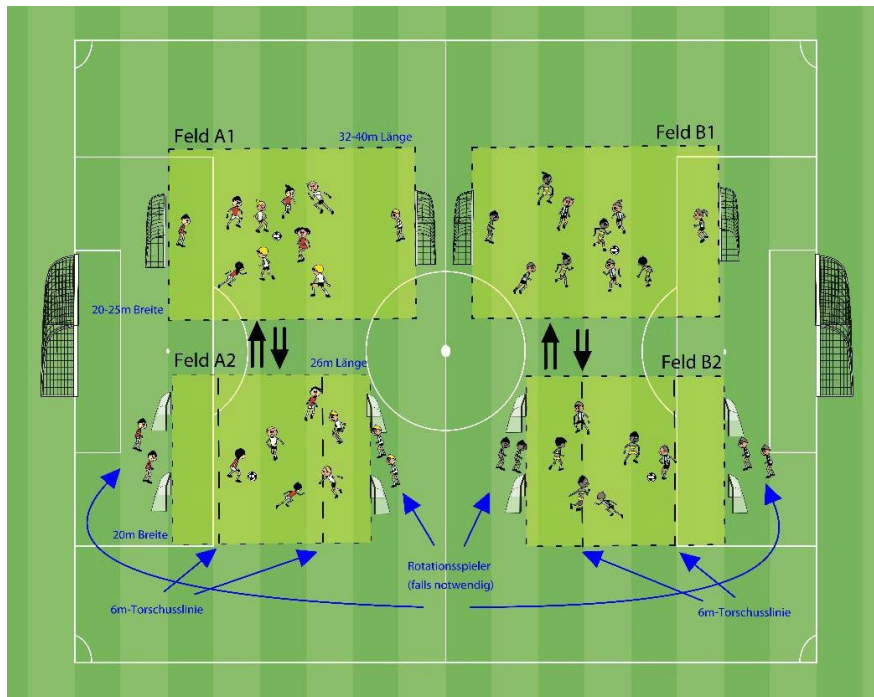 Feld A1
32-40m Länge
Feld B1
20-25m Breite
Feld A2
26m Länge
Feld B2
20m Breite
Rotationsspieler
(falls notwendig)
6m-Torschusslinie
6m-Torschusslinie